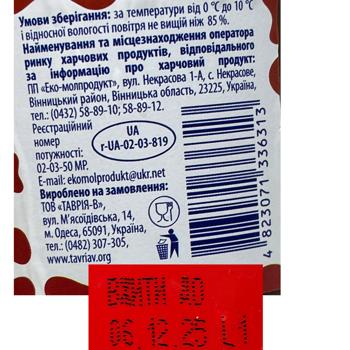 Умови зберігання: за температури від 0 °С до 10 °С
і відносної вологості повітря не вищій ніж 85 %.
Найменування та місцезнаходження оператора
ринку харчових продуктів, відповідального
за інформацію про харчовий продукт:
ПП «Еко-молпродукт», вул. Некрасова 1-А, с. Некрасове,
Вінницький район, Вінницька область, 23225, Україна,
тел.: (0432) 58-89-10; 58-89-12.
Реєстраційний
номер
потужності:
02-03-50 МР.
UA
r-UA-02-03-819
E-mail: ekomolprodukt@ukr.net
Вироблено на замовлення:
ТОВ «ТАВРІЯ-В»,
вул. М'ясоїдівська, 14,
м. Одеса, 65091, Україна,
тел.: (0482) 307-305,
www.tavriav.org
4 823071 336313
ВЖИТИ ДО
06.12.25 L1